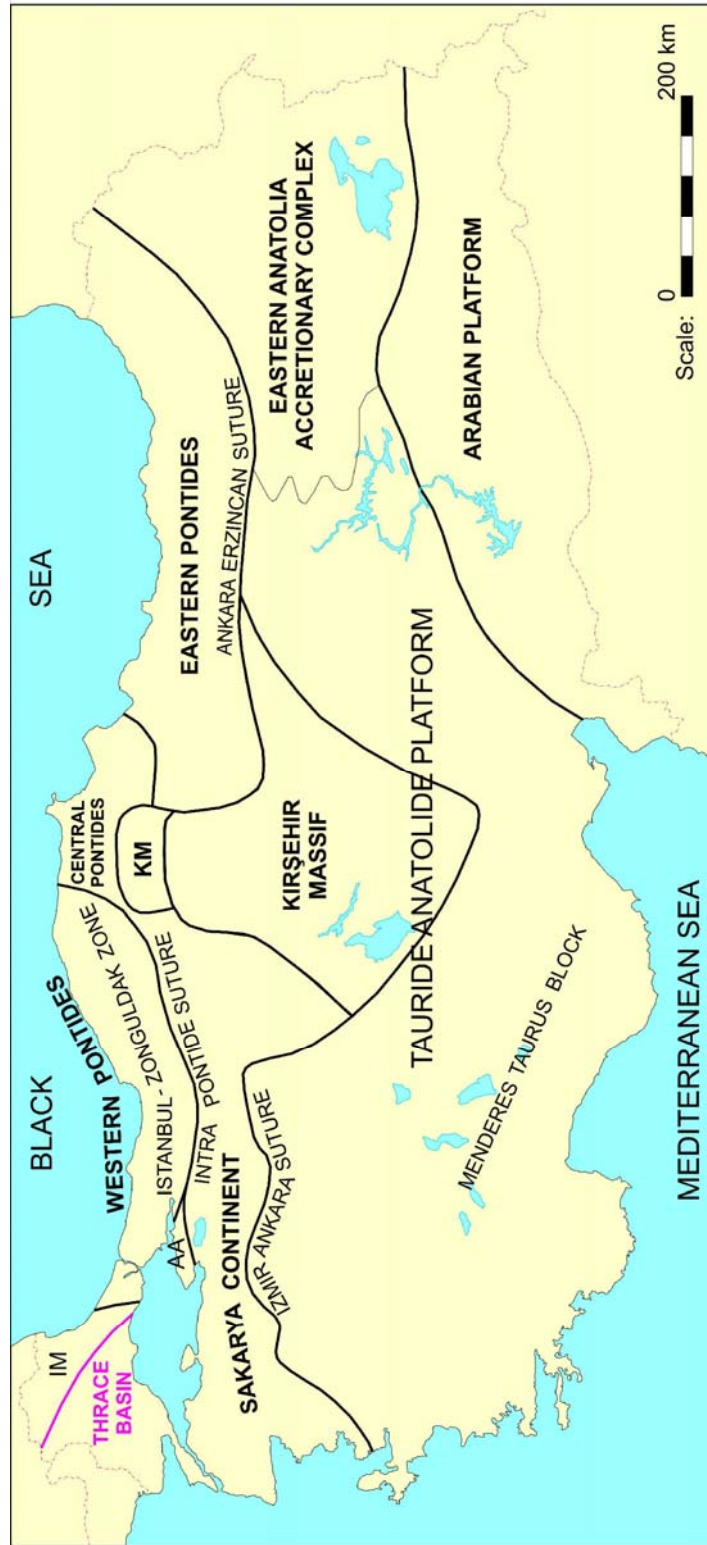 BLACK
SEA
IM
THRACE
BASIN
WESTERN PONTIDES
ISTANBUL - ZONGULDAK ZONE
CENTRAL
PONTIDES
AA
INTRA PONTIDE SUTURE
KM
EASTERN PONTIDES
ANKARA ERZINCAN SUTURE
SAKARYA CONTINENT
IZMIR ANKARA SUTURE
KIRŞEHIR
MASSIF
EASTERN ANATOLIA
ACCRETIONARY COMPLEX
TAURIDE ANATOLIDE PLATFORM
ARABIAN PLATFORM
MENDERES TAURUS BLOCK
MEDITERRANEAN SEA
Scale: 0 200 km